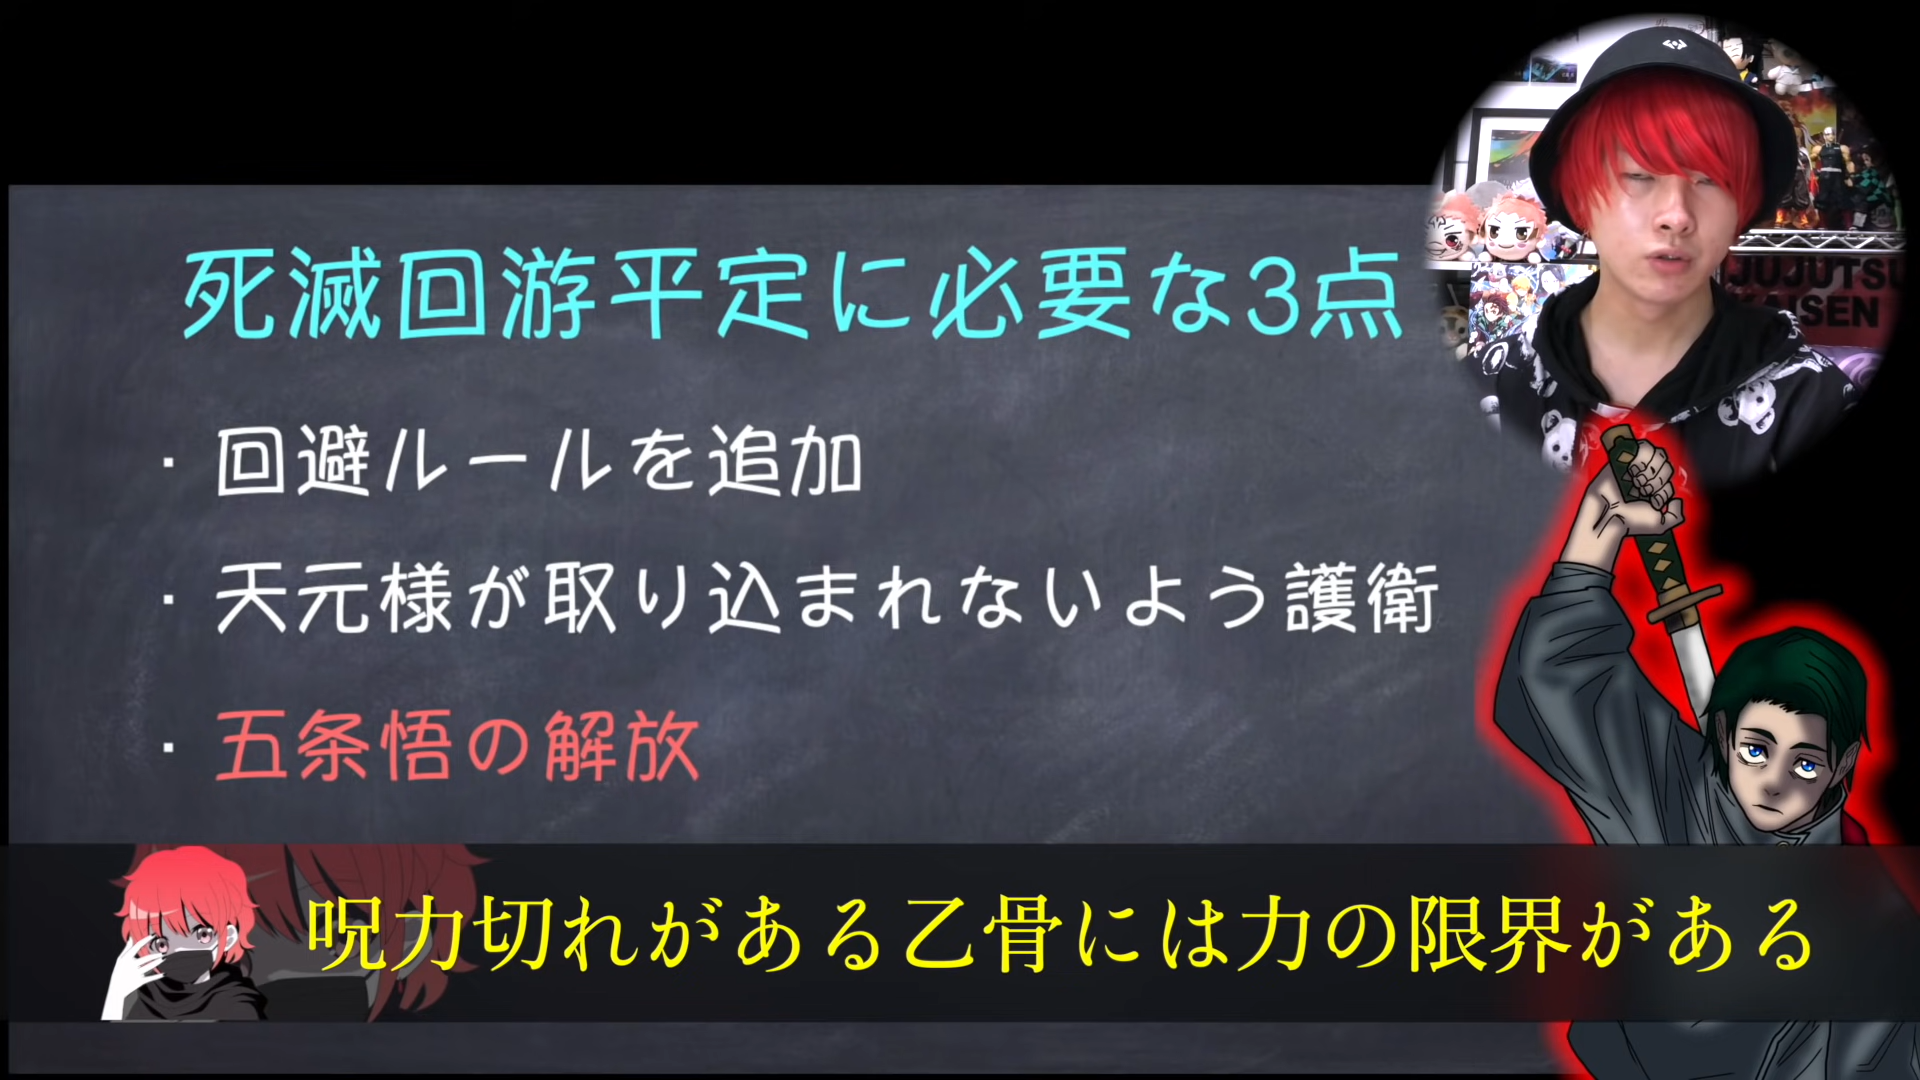 死滅回游平定に必要な3点
・回避ルールを追加
・天元様が取り込まれないよう護衛
・五条悟の解放
JUJUTSU
KAISEN
呪力切れがある乙骨には力の限界がある